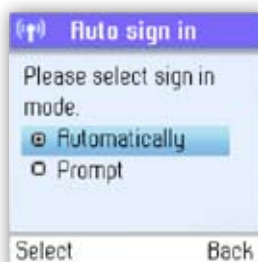 Auto sign in
Please select sign in
mode.
Automatically
Prompt
Select Back